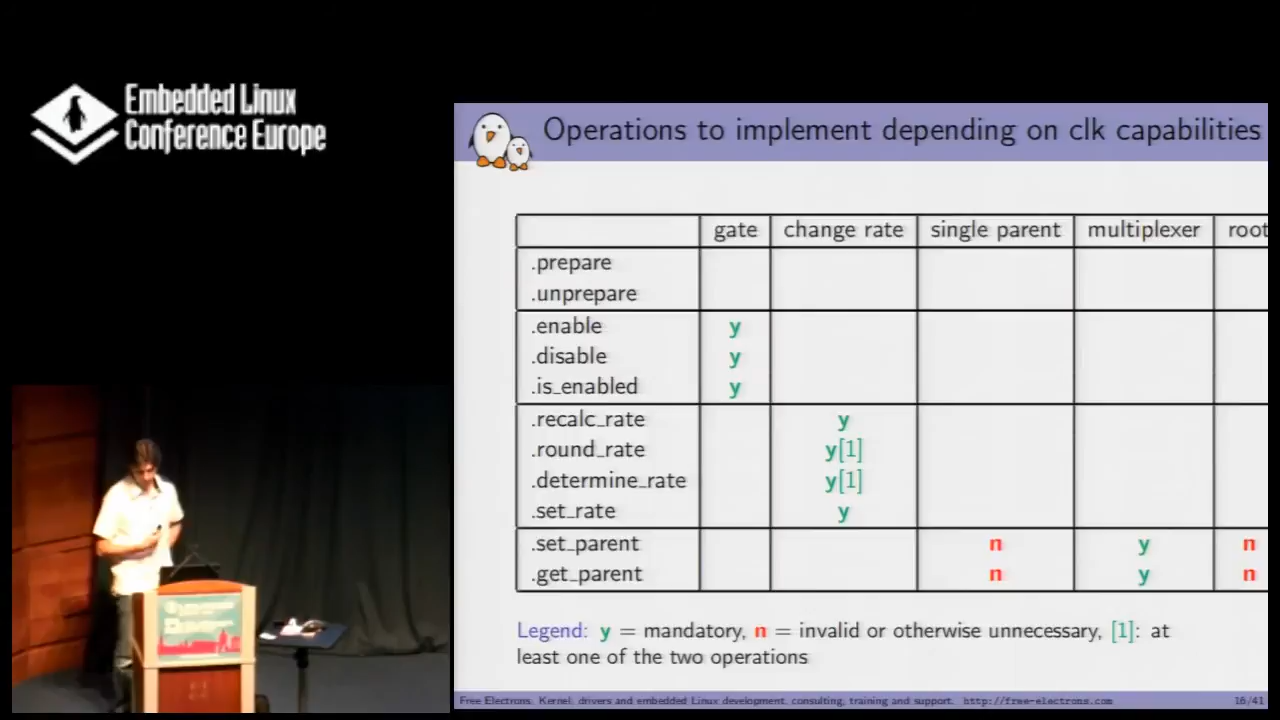 Embedded Linux
Conference Europe
Operations to implement depending on clk capabilities
gate change rate single parent multiplexer root
.prepare
.unprepare
.enable y
.disable y
.is_enabled y
.recalc_rate y
.round_rate y[1]
.determine_rate y[1]
.set_rate y
.set_parent n y n
.get_parent n y n
Legend: y = mandatory, n = invalid or otherwise unnecessary, [1]: at
least one of the two operations
Free Electrons. Kernel, drivers and embedded Linux development, consulting, training and support. http://free-electrons.com 16/41